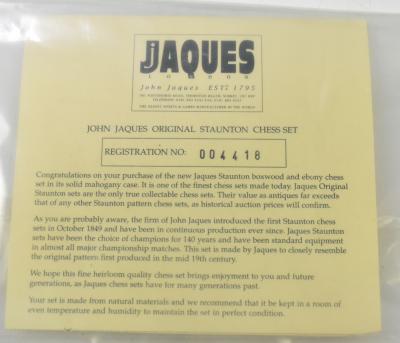 JAQUES
LONDON
John Jaques ESTD 1795
THE OLDEST SPORTS & GAMES MANUFACTURER IN THE WORLD
JOHN JAQUES ORIGINAL STAUNTON CHESS SET
REGISTRATION NO: 004418
Congratulations on your purchase of the new Jaques Staunton boxwood and ebony chess
set in its solid mahogany case. It is one of the finest chess sets made today. Jaques Original
Staunton sets are the only true collectable chess sets. Their value as antiques far exceeds
that of any other Staunton pattern chess sets, as historical auction prices will confirm.
As you are probably aware, the firm of John Jaques introduced the first Staunton chess
sets in October 1849 and have been in continuous production ever since. Jaques Staunton
sets have been the choice of champions for 140 years and have been standard equipment
in almost all major championship matches. This set is made by Jaques to closely resemble
the original pattern first produced in the mid 19th century.
We hope this fine heirloom quality chess set brings enjoyment to you and future
generations, as Jaques chess sets have for many generations past.
Your set is made from natural materials and we recommend that it be kept in a room of
even temperature and humidity to maintain the set in perfect condition.